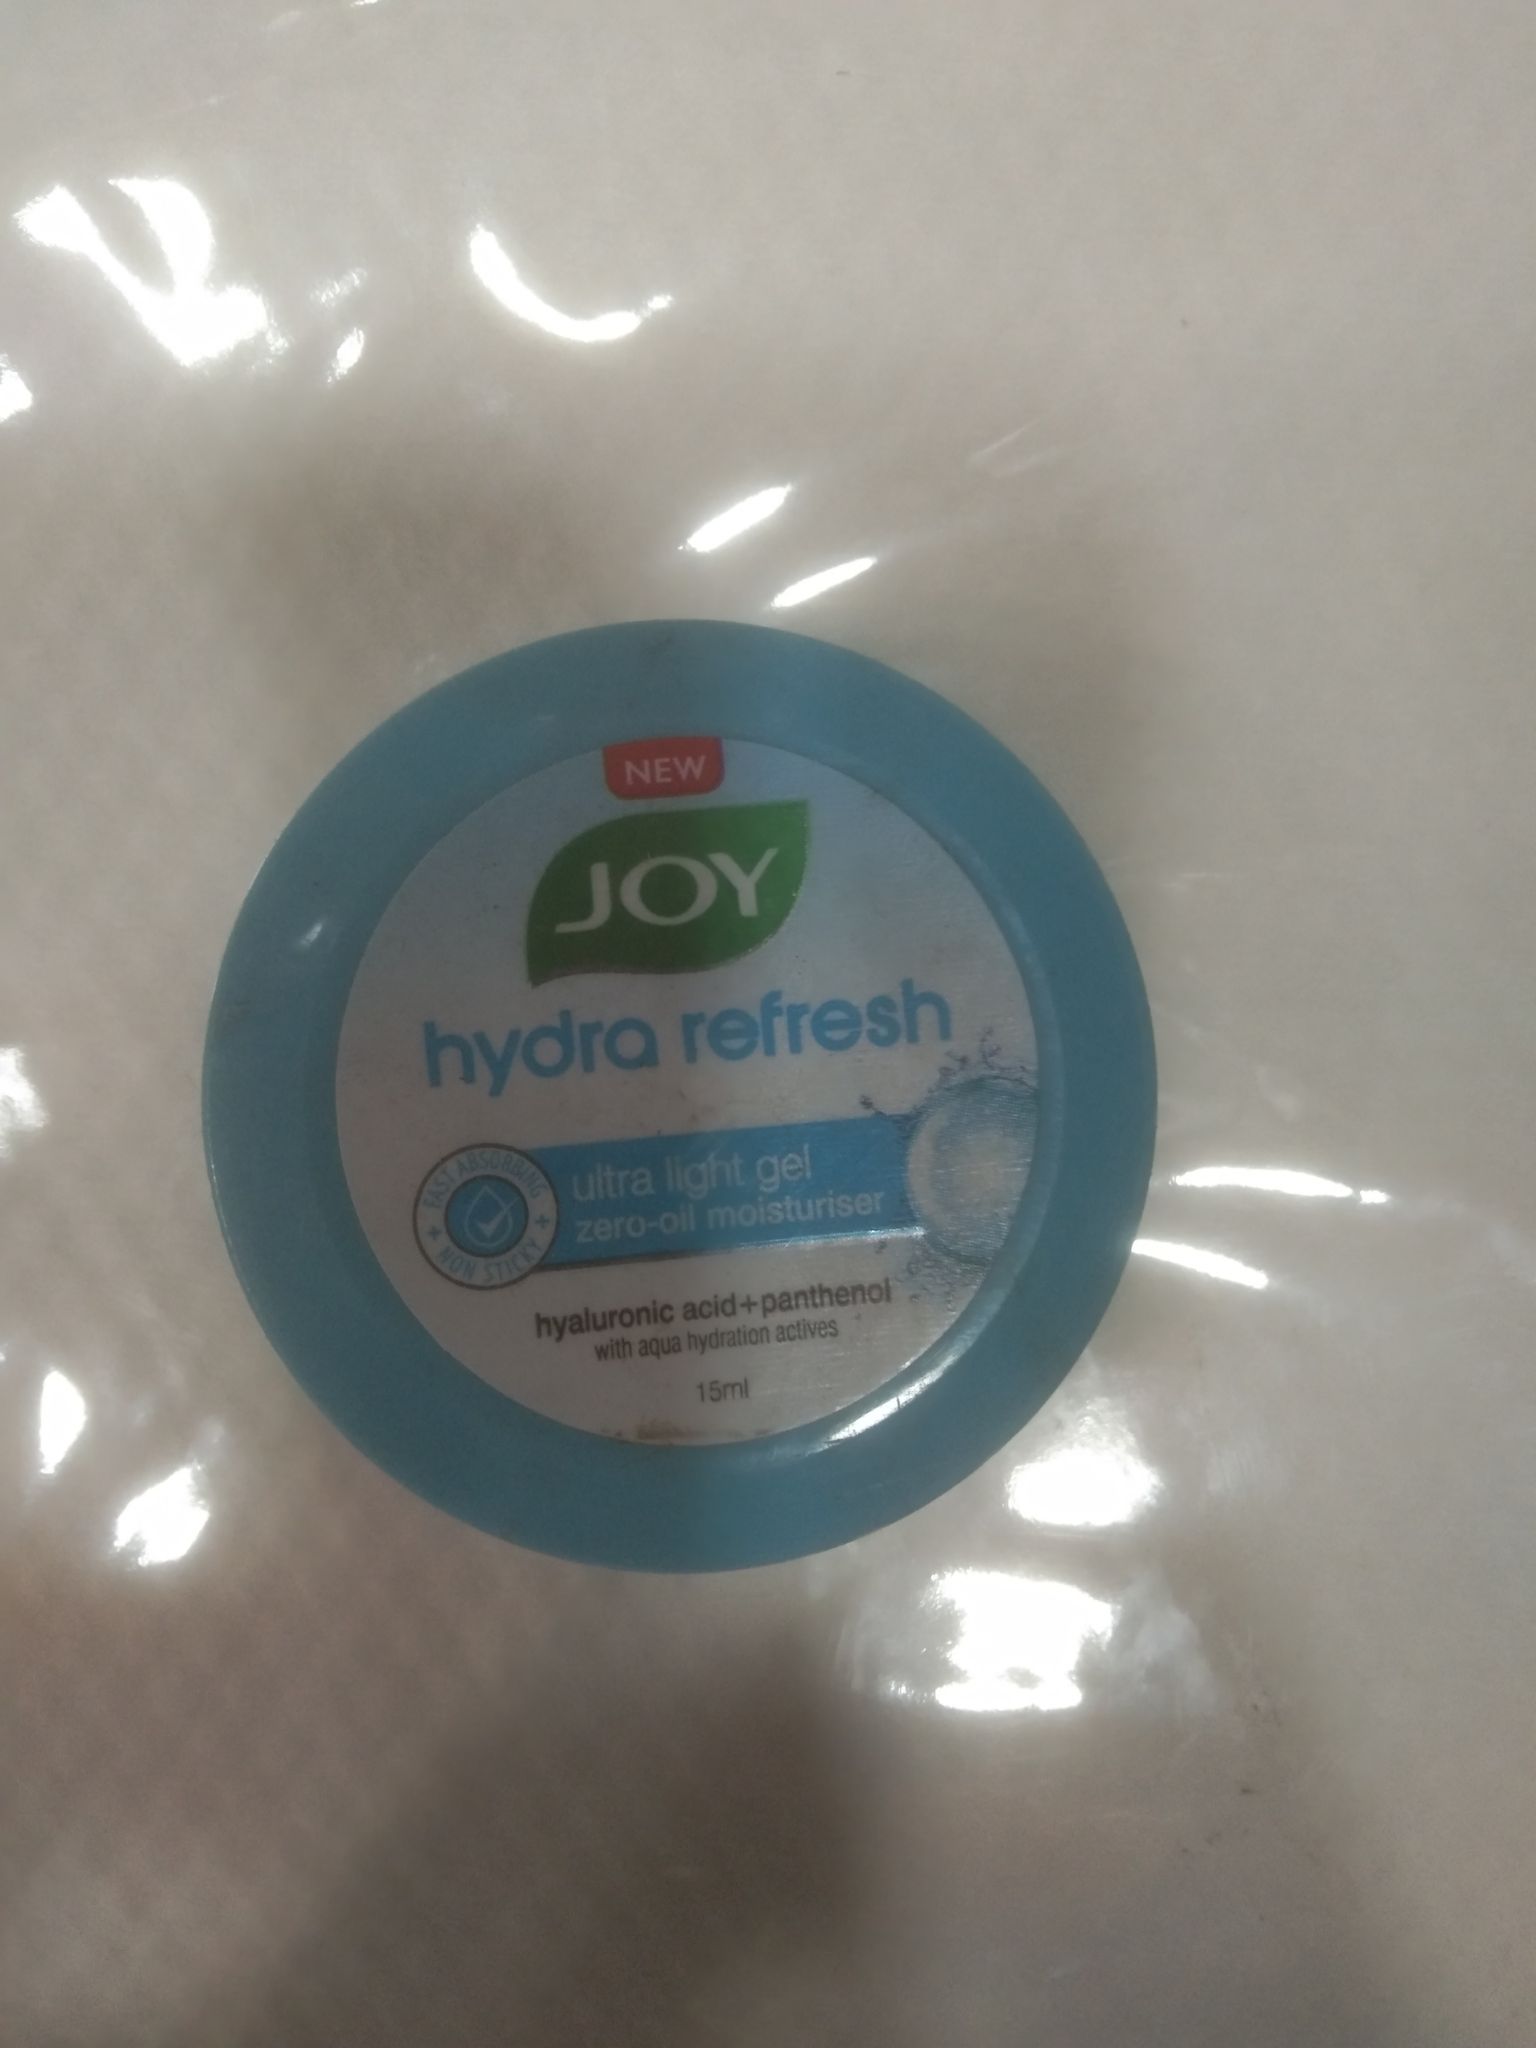 NEW
JOY
hydra refresh
FAST ABSORBING
+ NON STICKY +
ultra light gel
zero-oil moisturiser
hyaluronic acid+panthenol
with aqua hydration actives
15ml